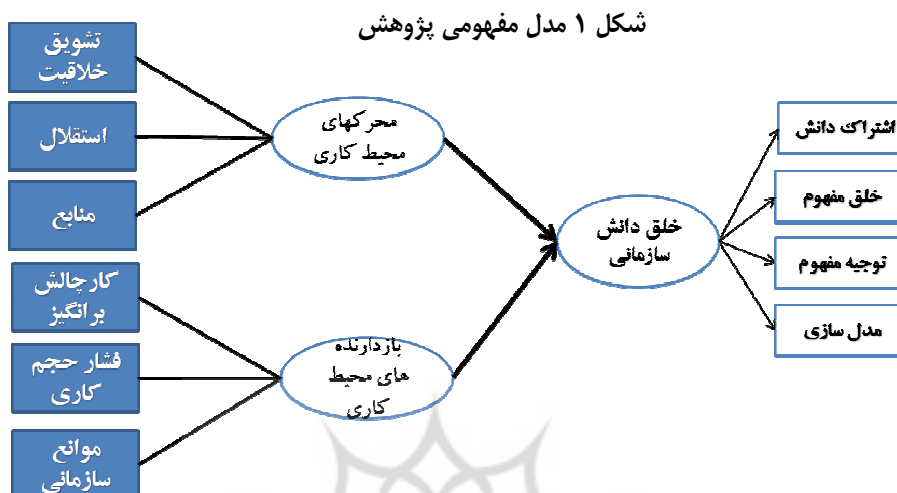 شکل ۱ مدل مفهومی پژوهش
تشویق
خلاقیت
استقلال
منابع
کارچالش
برانگیز
فشار حجم
کاری
موانع
سازمانی
محرکهای
محیط کاری
بازدارنده
های محیط
کاری
خلق دانش
سازمانی
اشتراک دانش
خلق مفهوم
توجیه مفهوم
مدل سازی